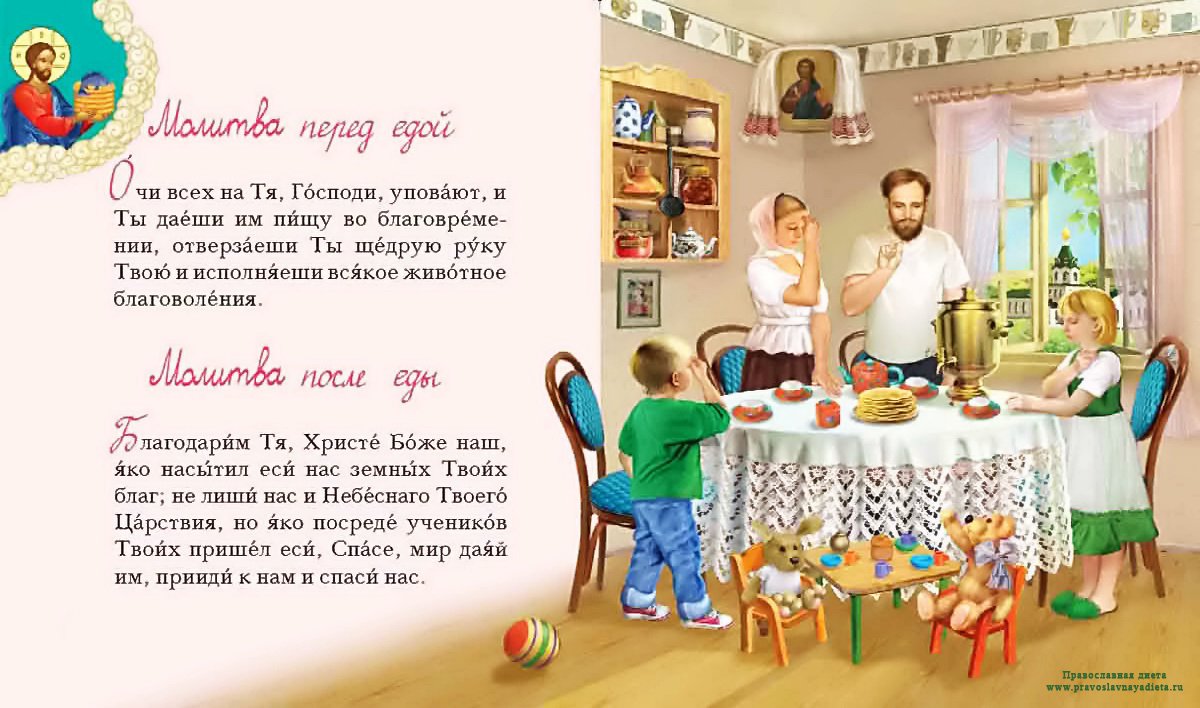 Молитва перед едой
О́чи всех на Тя, Го́споди, упова́ют, и
Ты дае́ши им пи́щу во благовре́ме-
нии, отверза́еши Ты ще́друю ру́ку
Твою́ и исполня́еши вся́кое живо́тное
благоволе́ния.
Молитва после еды
Благодари́м Тя, Христе́ Бо́же наш,
я́ко насы́тил еси́ нас земны́х Твои́х
благ; не лиши́ нас и Небе́снаго Твоего́
Ца́рствия, но я́ко посреде́ ученико́в
Твои́х прише́л еси́, Спа́се, мир дая́й
им, прииди́ к нам и спаси́ нас.
Православная диета
www.pravoslavnayadieta.ru